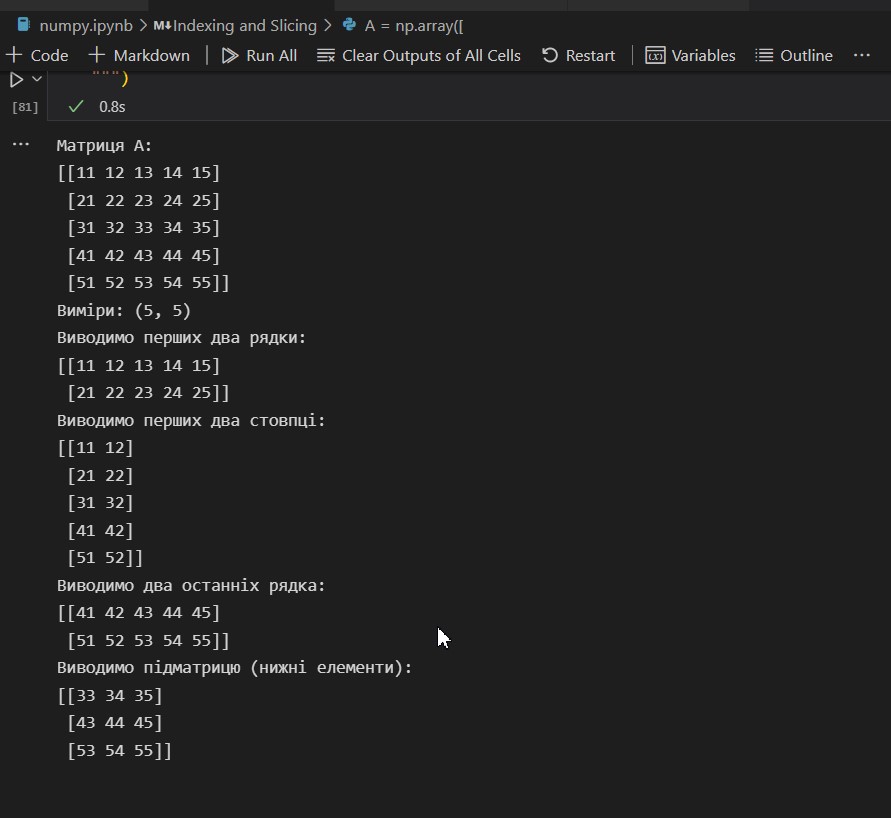 numpy.ipynb > M↓Indexing and Slicing > A = np.array([
+ Code + Markdown | Run All Clear Outputs of All Cells Restart | Variables Outline ...
""")
[81] 0.8s
... Матриця A:
[[11 12 13 14 15]
[21 22 23 24 25]
[31 32 33 34 35]
[41 42 43 44 45]
[51 52 53 54 55]]
Виміри: (5, 5)
Виводимо перших два рядки:
[[11 12 13 14 15]
[21 22 23 24 25]]
Виводимо перших два стовпці:
[[11 12]
[21 22]
[31 32]
[41 42]
[51 52]]
Виводимо два останніх рядка:
[[41 42 43 44 45]
[51 52 53 54 55]]
Виводимо підматрицю (нижні елементи):
[[33 34 35]
[43 44 45]
[53 54 55]]